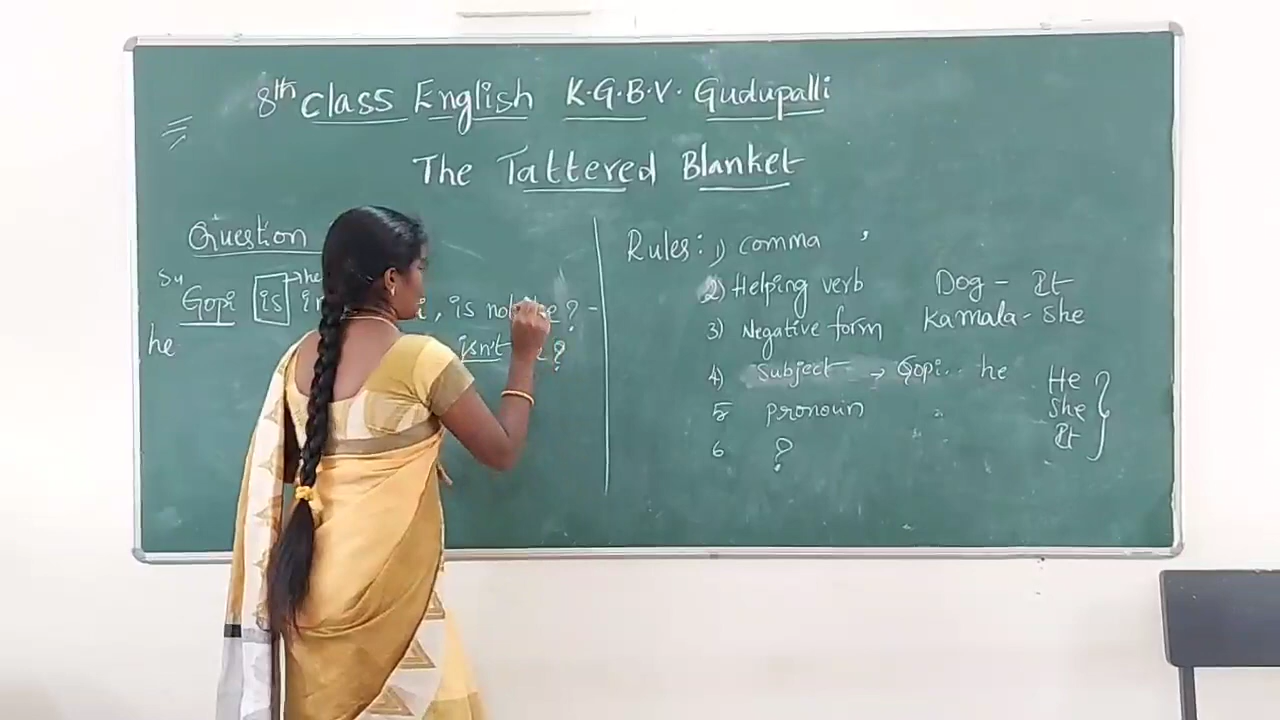 8th Class English K.G.B.V. Gudupalli
The Tattered Blanket
Question
Su
he
Gopi is , is not he? -
he
isn't ?
Rules: 1) comma ,
2) Helping verb
3) Negative form
4) Subject → Gopi.. he
5 pronoun
6 ?
Dog - It
Kamala - She
He
She
It